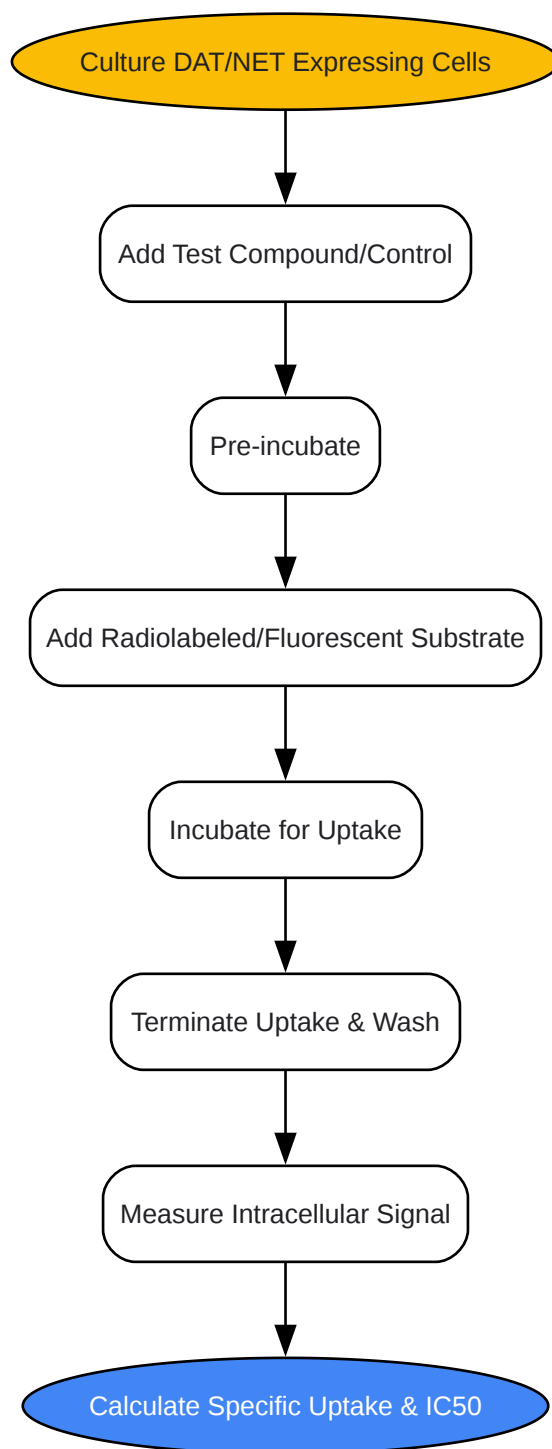 Culture DAT/NET Expressing Cells
Add Test Compound/Control
Pre-incubate
Add Radiolabeled/Fluorescent Substrate
Incubate for Uptake
Terminate Uptake & Wash
Measure Intracellular Signal
Calculate Specific Uptake & IC50